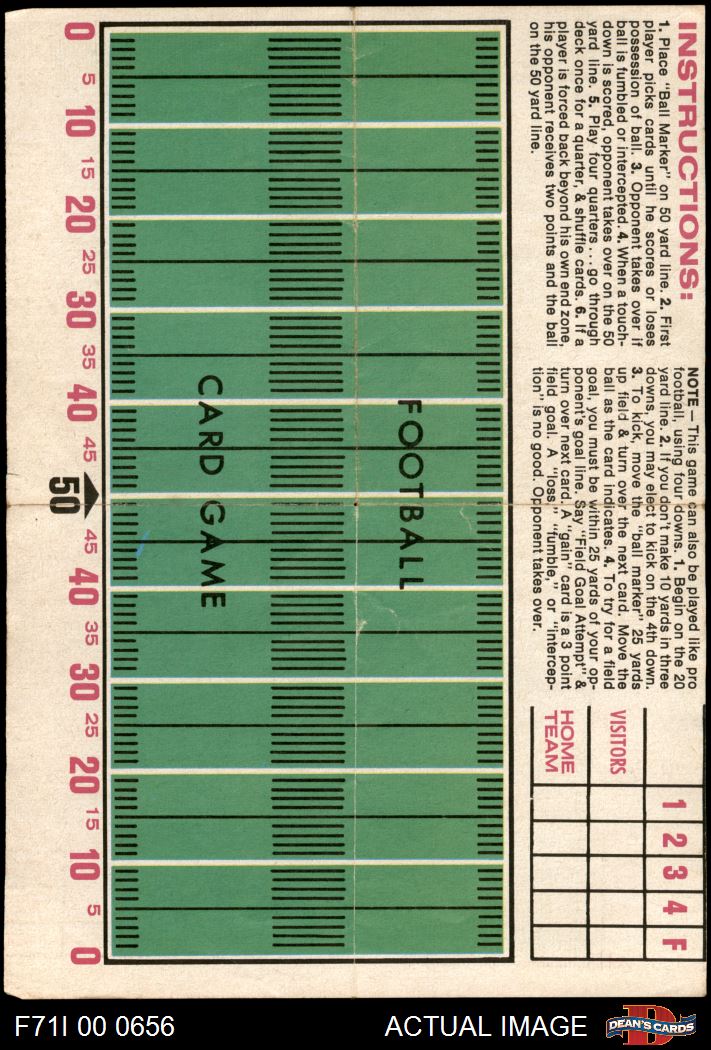 INSTRUCTIONS:
1. Place "Ball Marker" on 50 yard line. 2. First
player picks cards until he scores or loses
possession of ball. 3. Opponent takes over if
ball is fumbled or intercepted. 4. When a touch-
down is scored, opponent takes over on the 50
yard line. 5. Play four quarters... go through
deck once for a quarter, & shuffle cards. 6. If a
player is forced back beyond his own end zone,
his opponent receives two points and the ball
on the 50 yard line.
NOTE—This game can also be played like pro
football, using four downs. 1. Begin on the 20
yard line. 2. If you don't make 10 yards in three
downs, you may elect to kick on the 4th down.
3. To kick, move the "ball marker" 25 yards
up field & turn over the next card. Move the
ball as the card indicates. 4. To try for a field
goal, you must be within 25 yards of your op-
ponent's goal line. Say "Field Goal Attempt" &
turn over next card. A "gain" card is a 3 point
field goal. A "loss," "fumble," or "intercep-
tion" is no good. Opponent takes over.
1 2 3 4 F
VISITORS
HOME
TEAM
FOOTBALL
CARD GAME
0 5 10 15 20 25 30 35 40 45 50 45 40 35 30 25 20 15 10 5 0
F71I 00 0656
ACTUAL IMAGE
D
DEAN'S CARDS